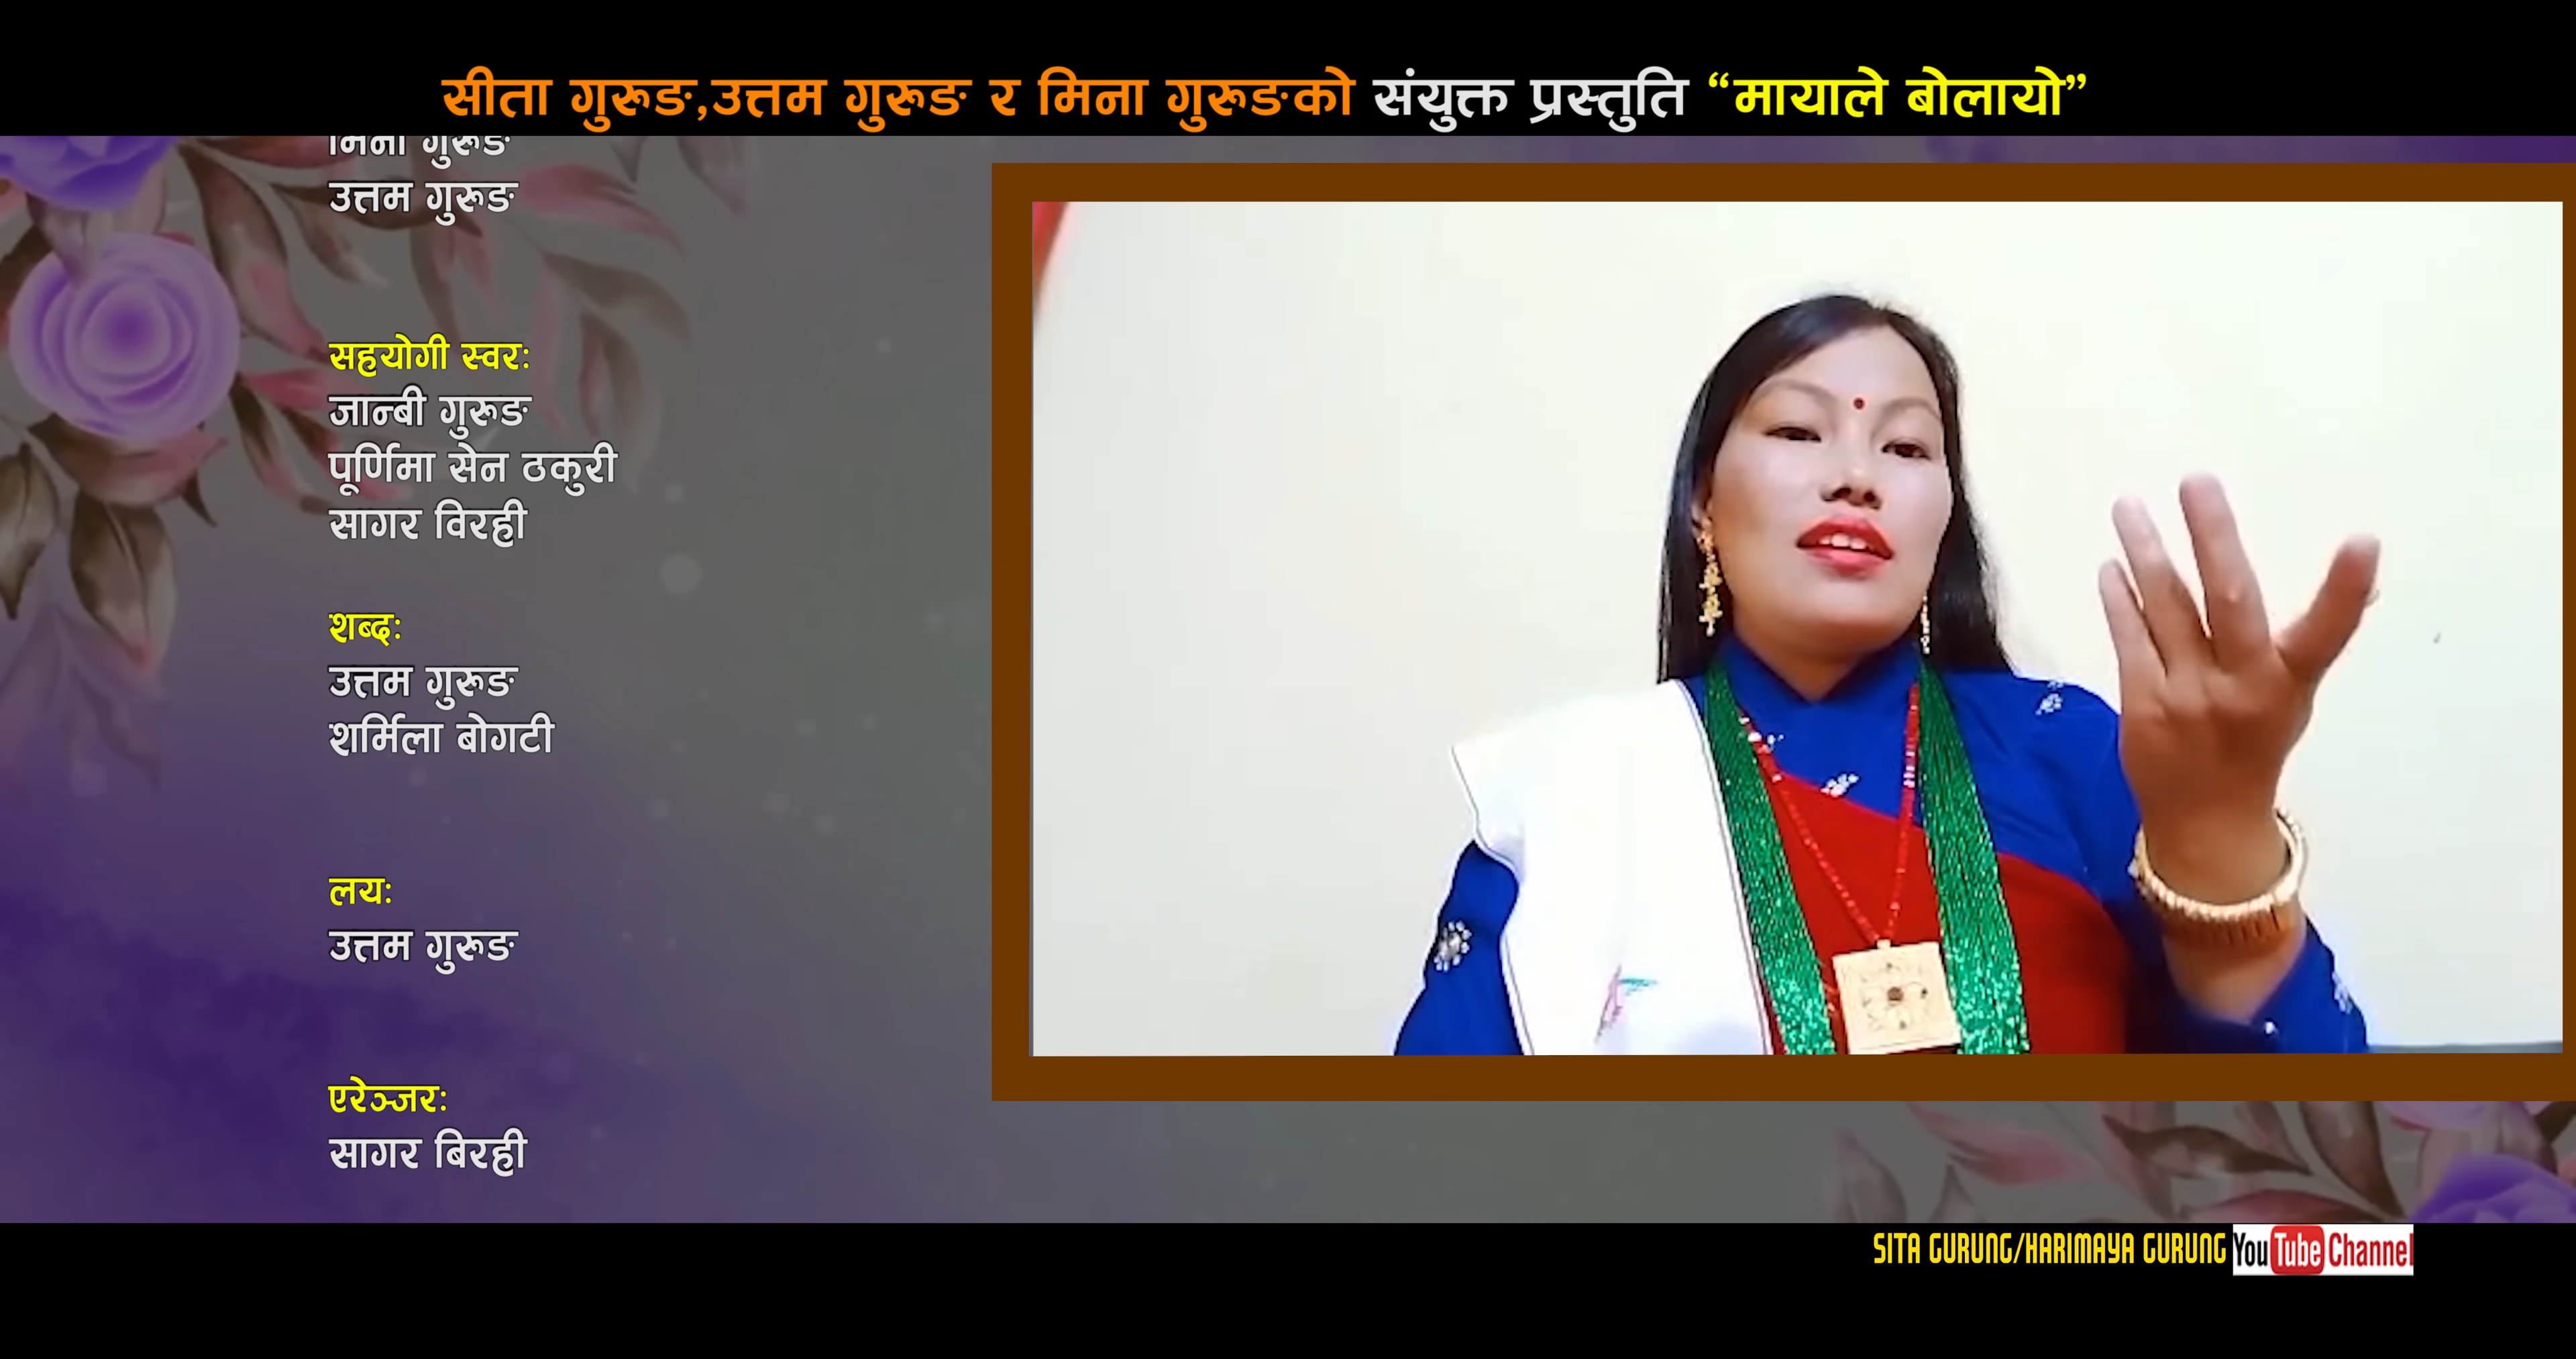 सीता गुरूङ,उत्तम गुरूङ र मिना गुरूङको संयुक्त प्रस्तुति “मायाले बोलायो”
मिना गुरूङ
उत्तम गुरूङ
सहयोगी स्वर:
जान्बी गुरूङ
पूर्णिमा सेन ठकुरी
सागर विरही
शब्द:
उत्तम गुरूङ
शर्मिला बोगटी
लय:
उत्तम गुरूङ
एरेञ्जर:
सागर बिरही
SITA GURUNG/HARIMAYA GURUNG YouTube Channel